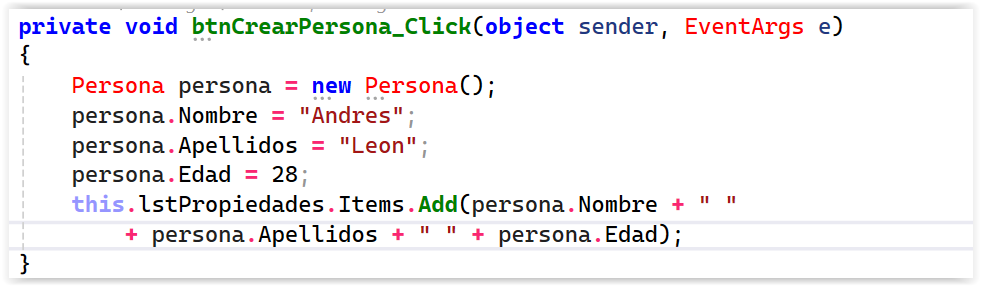 private void btnCrearPersona_Click(object sender, EventArgs e)
{
    Persona persona = new Persona();
    persona.Nombre = "Andres";
    persona.Apellidos = "Leon";
    persona.Edad = 28;
    this.lstPropiedades.Items.Add(persona.Nombre + " "
        + persona.Apellidos + " " + persona.Edad);
}